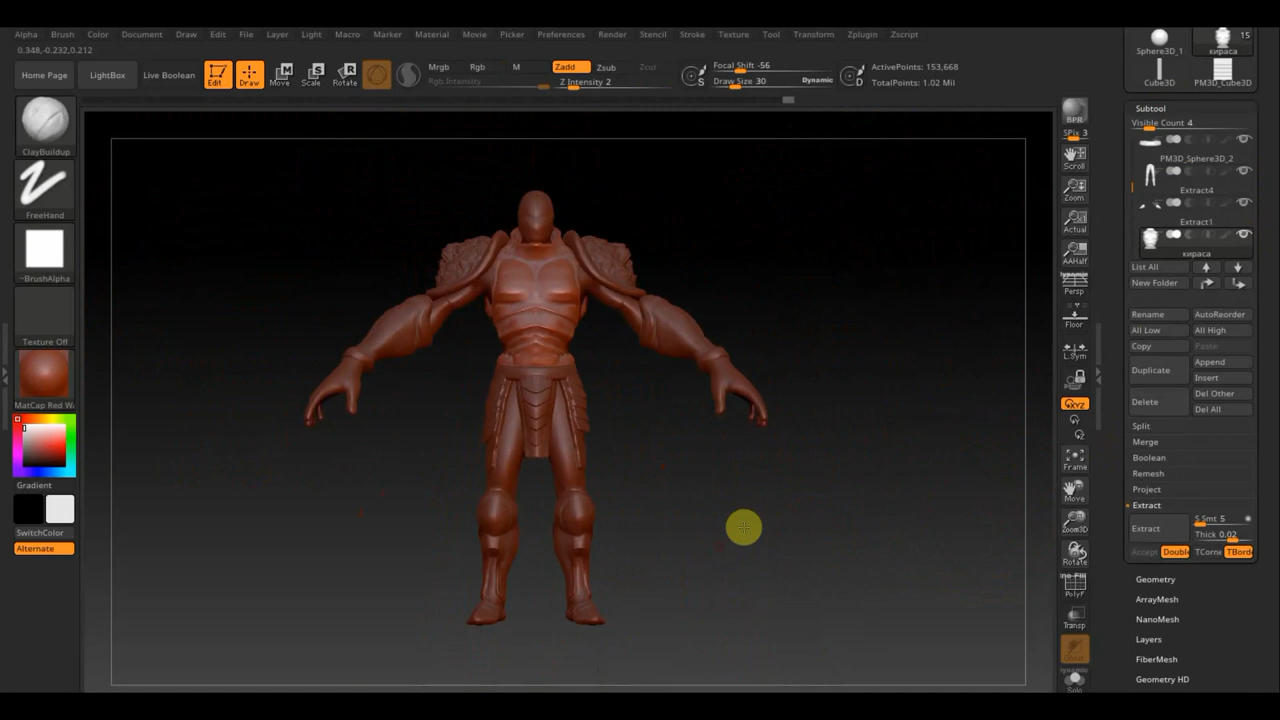 Alpha Brush Color Document Draw Edit File Layer Light Macro Marker Material Movie Picker Preferences Render Stencil Stroke Texture Tool Transform Zplugin Zscript
0.348,-0.232,0.212
Home Page LightBox Live Boolean Edit Draw Move Scale Rotate
Mrgb Rgb M Zadd Zsub Zcut
Rgb Intensity Z Intensity 2
Focal Shift -56
Draw Size 30 Dynamic
S
D
ActivePoints: 153,668
TotalPoints: 1.02 Mil
ClayBuildup
FreeHand
~BrushAlpha
Texture Off
MatCap Red W
Gradient
SwitchColor
Alternate
BPR
SPix 3
Scroll
Zoom
Actual
AAHalf
Dynamic
Persp
Floor
L.Sym
XYZ
Frame
Move
Zoom3D
Rotate
PolyF
Transp
Ghost
Dynamic
Solo
15
Sphere3D_1 кираса
Cube3D PM3D_Cube3D
Subtool
Visible Count 4
PM3D_Sphere3D_2
Extract4
Extract1
кираса
List All
New Folder
Rename AutoReorder
All Low All High
Copy Paste
Duplicate Append
Insert
Delete Del Other
Del All
Split
Merge
Boolean
Remesh
Project
Extract
Extract S Smt 5
Thick 0.02
Accept Double TCorne TBorde
Geometry
ArrayMesh
NanoMesh
Layers
FiberMesh
Geometry HD